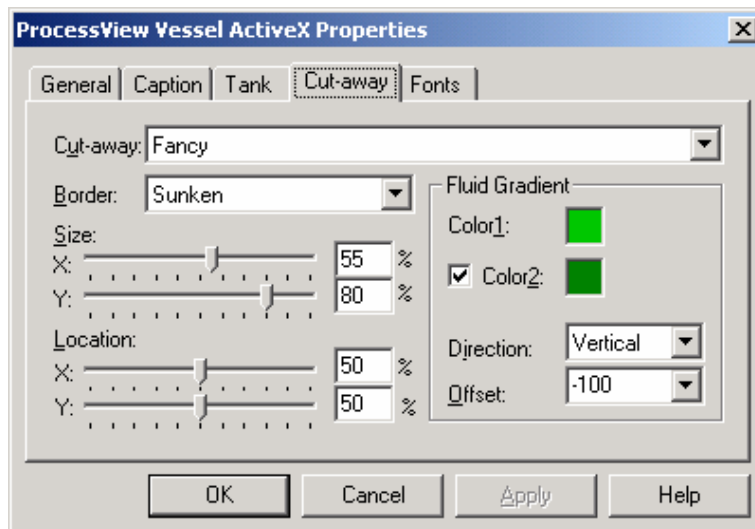 ProcessView Vessel ActiveX Properties
General Caption Tank Cut-away Fonts
Cut-away: Fancy
Border: Sunken
Fluid Gradient
Color1:
Size:
X: 55 %
Color2:
Y: 80 %
Location:
Direction: Vertical
X: 50 %
Offset: -100
Y: 50 %
OK Cancel Apply Help